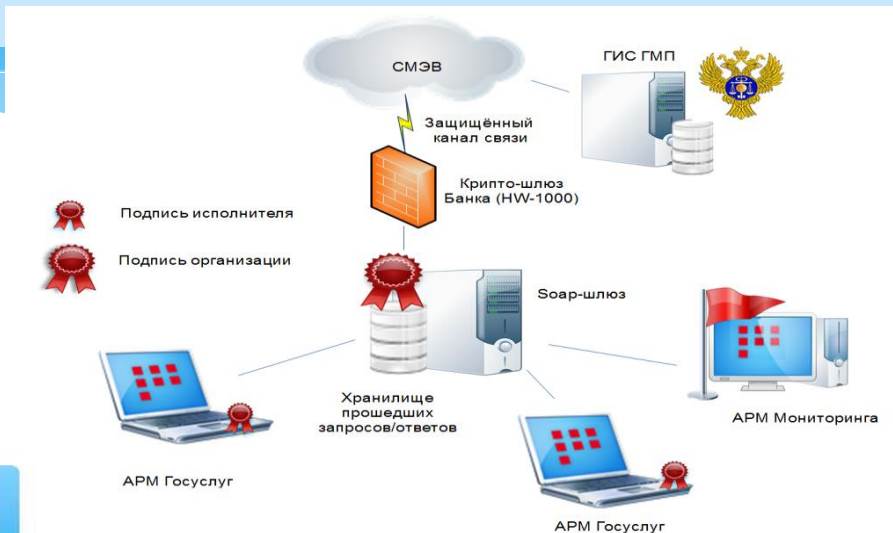 СМЭВ
ГИС ГМП
Защищённый
канал связи
Крипто-шлюз
Банка (HW-1000)
Подпись исполнителя
Подпись организации
Soap-шлюз
Хранилище
прошедших
запросов/ответов
АРМ Мониторинга
АРМ Госуслуг
АРМ Госуслуг